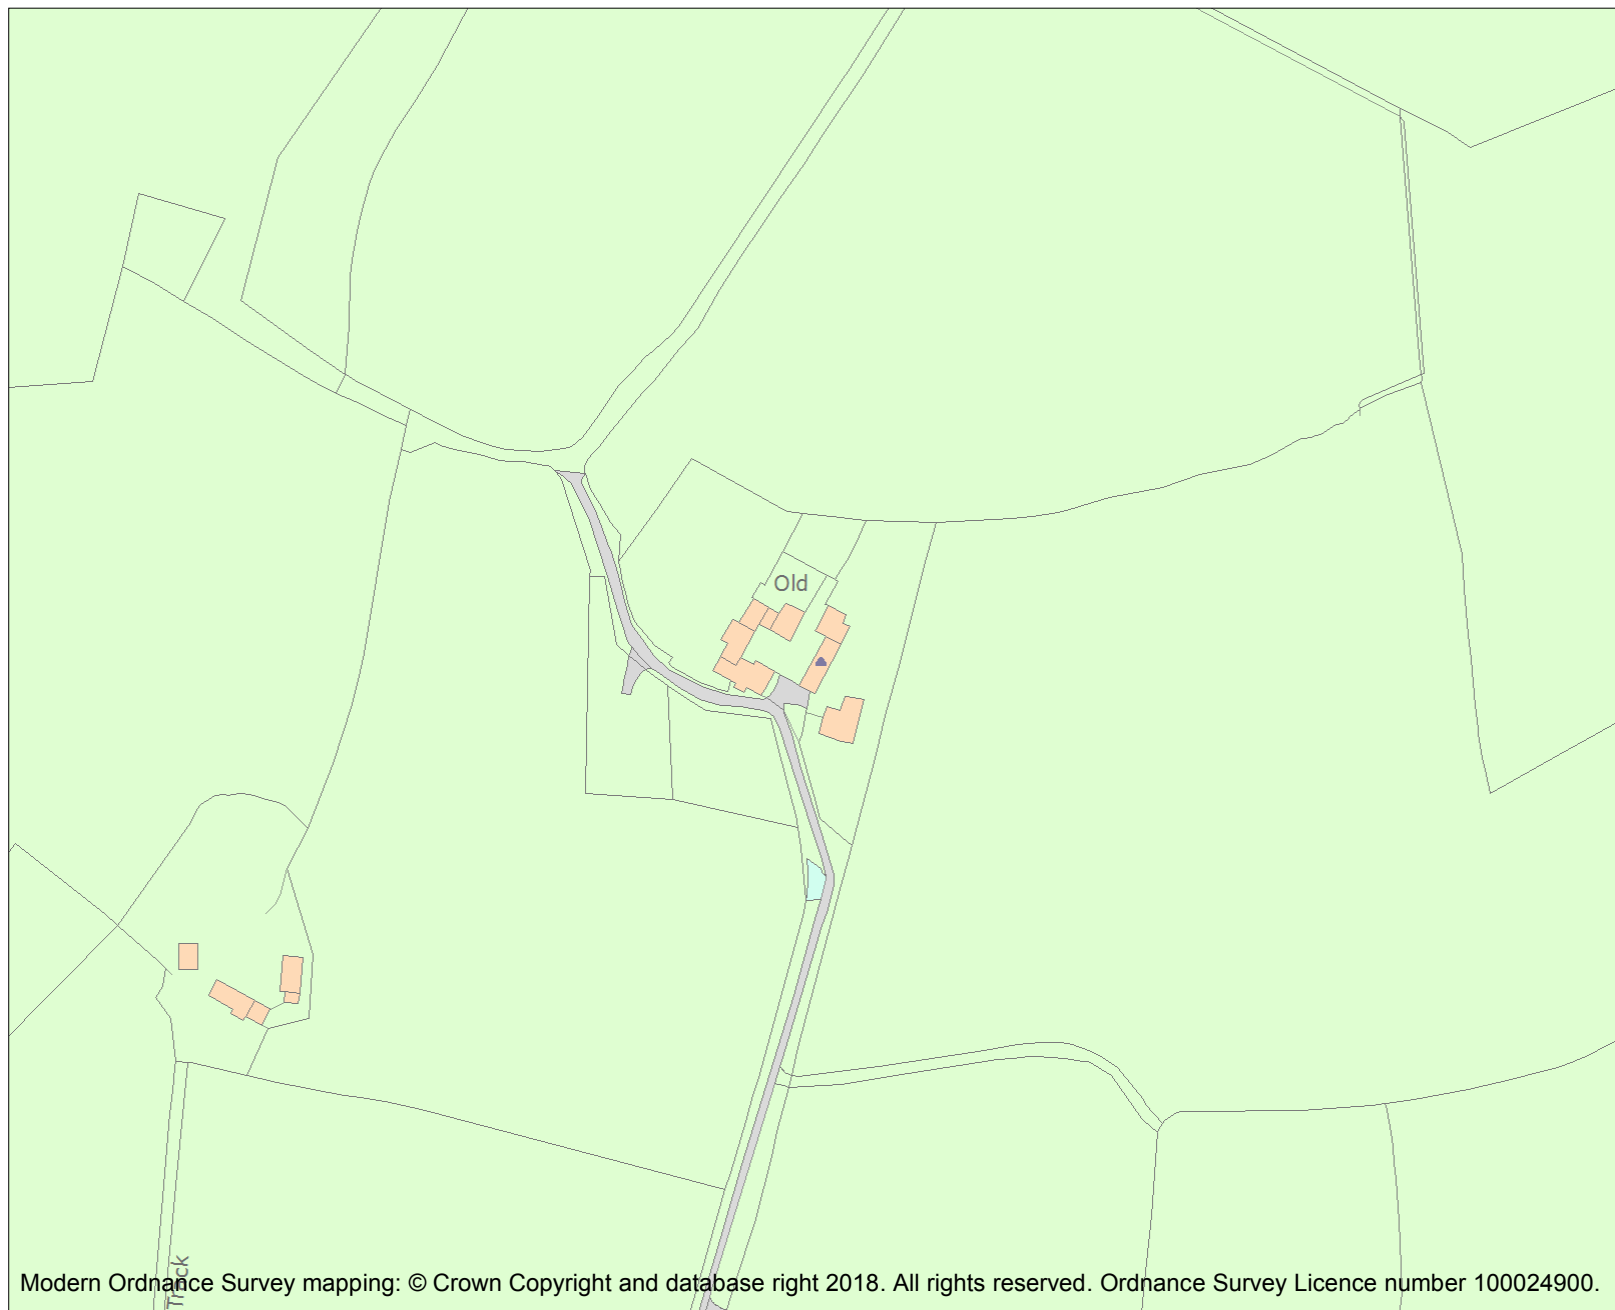 Old
Track
Modern Ordnance Survey mapping: © Crown Copyright and database right 2018. All rights reserved. Ordnance Survey Licence number 100024900.